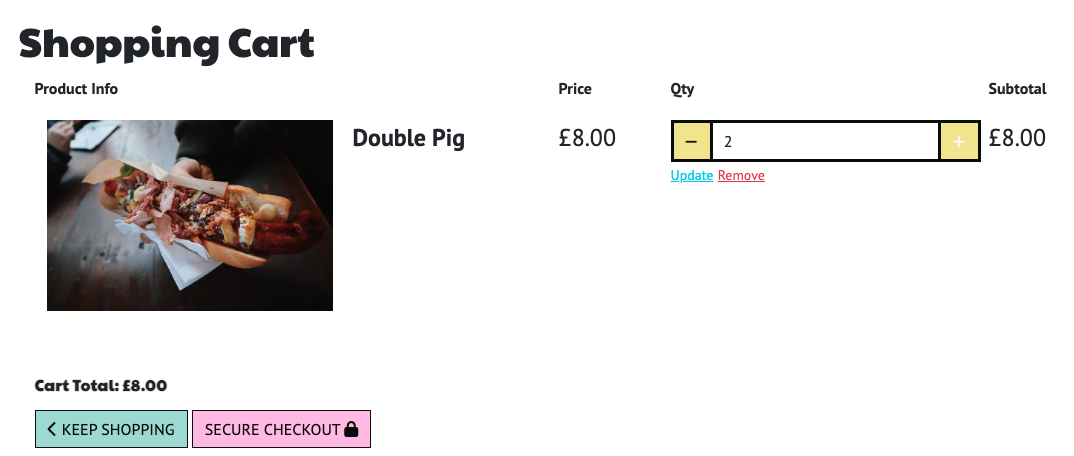 Shopping Cart
Product Info Price Qty Subtotal
Double Pig £8.00 − 2 + £8.00
Update Remove
Cart Total: £8.00
KEEP SHOPPING SECURE CHECKOUT